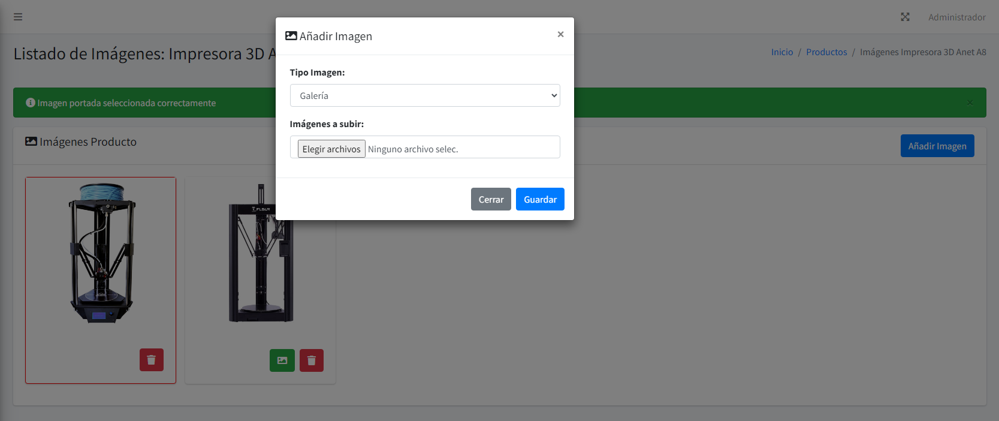 Administrador
Añadir Imagen
×
Listado de Imágenes: Impresora 3D A
Inicio / Productos / Imágenes Impresora 3D Anet A8
Tipo Imagen:
Galería
Imagen portada seleccionada correctamente
×
Imágenes a subir:
Elegir archivos Ninguno archivo selec.
Imágenes Producto
Añadir Imagen
Cerrar
Guardar
FLSUN